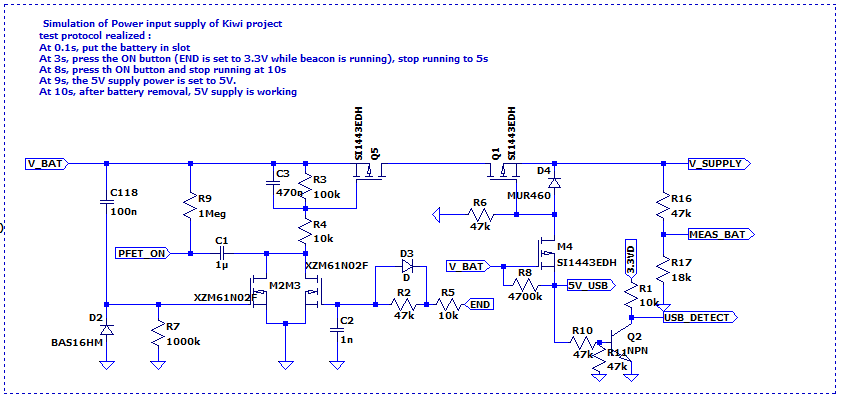 Simulation of Power input supply of Kiwi project
test protocol realized :
At 0.1s, put the battery in slot
At 3s, press the ON button (END is set to 3.3V while beacon is running), stop running to 5s
At 8s, press th ON button and stop running at 10s
At 9s, the 5V supply power is set to 5V.
At 10s, after battery removal, 5V supply is working
SI1443EDH
Q5
Q1
SI1443EDH
V_BAT
C3
470n
R3
100k
D4
MUR460
V_SUPPLY
C118
100n
R9
1Meg
R4
10k
R6
47k
R16
47k
MEAS_BAT
C1
1µ
PFET_ON
M4
SI1443EDH
3.3VD
XZM61N02F
D3
D
V_BAT
R17
18k
M2
M3
R8
4700k
5V_USB
XZM61N02F
R2
47k
R5
10k
END
R1
10k
USB_DETECT
D2
BAS16HM
R7
1000k
C2
1n
R10
47k
R11
47k
Q2
NPN